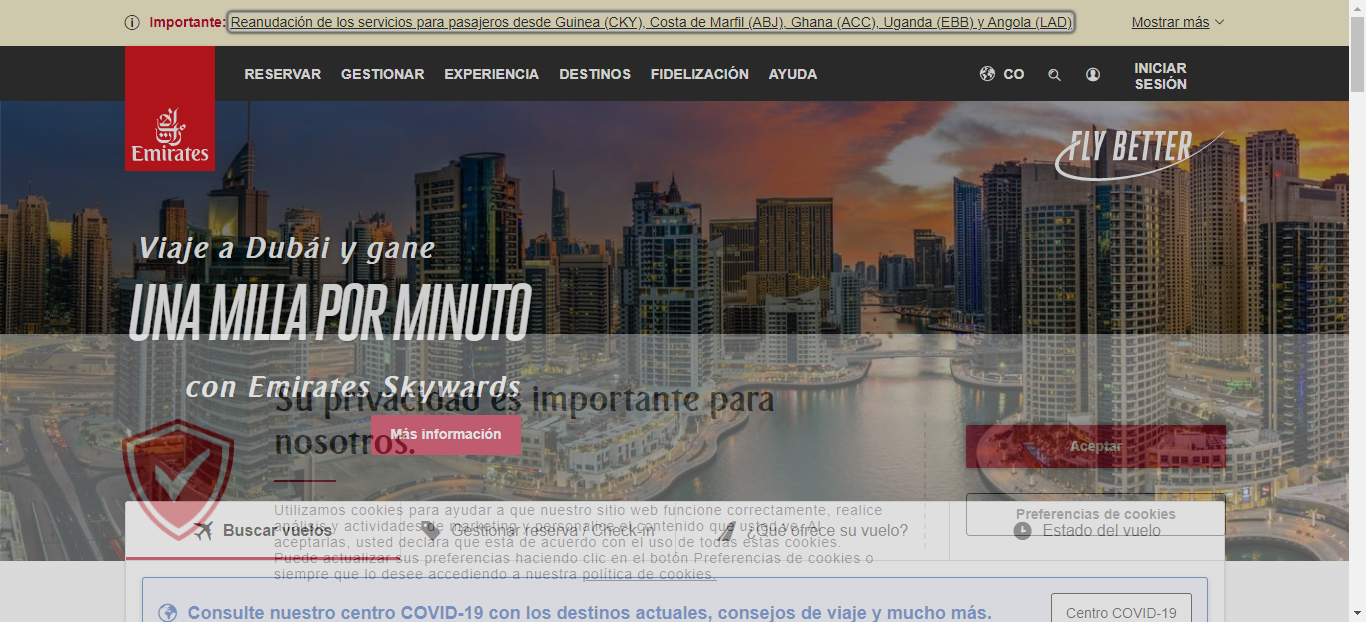 Importante: Reanudación de los servicios para pasajeros desde Guinea (CKY), Costa de Marfil (ABJ), Ghana (ACC), Uganda (EBB) y Angola (LAD) Mostrar más
RESERVAR GESTIONAR EXPERIENCIA DESTINOS FIDELIZACIÓN AYUDA CO INICIAR SESIÓN
Emirates
FLY BETTER
Viaje a Dubái y gane
UNA MILLA POR MINUTO
con Emirates Skywards
Más información
Su privacidad es importante para
nosotros.
Aceptar
Utilizamos cookies para ayudar a que nuestro sitio web funcione correctamente, realice
análisis y actividades de marketing y personalice el contenido que usted ve. Al
aceptarlas, usted declara que está de acuerdo con el uso de todas estas cookies.
Puede actualizar sus preferencias haciendo clic en el botón Preferencias de cookies o
siempre que lo desee accediendo a nuestra política de cookies.
Preferencias de cookies
Buscar vuelos Gestionar reserva / Check-in ¿Qué ofrece su vuelo? Estado del vuelo
Consulte nuestro centro COVID-19 con los destinos actuales, consejos de viaje y mucho más. Centro COVID-19